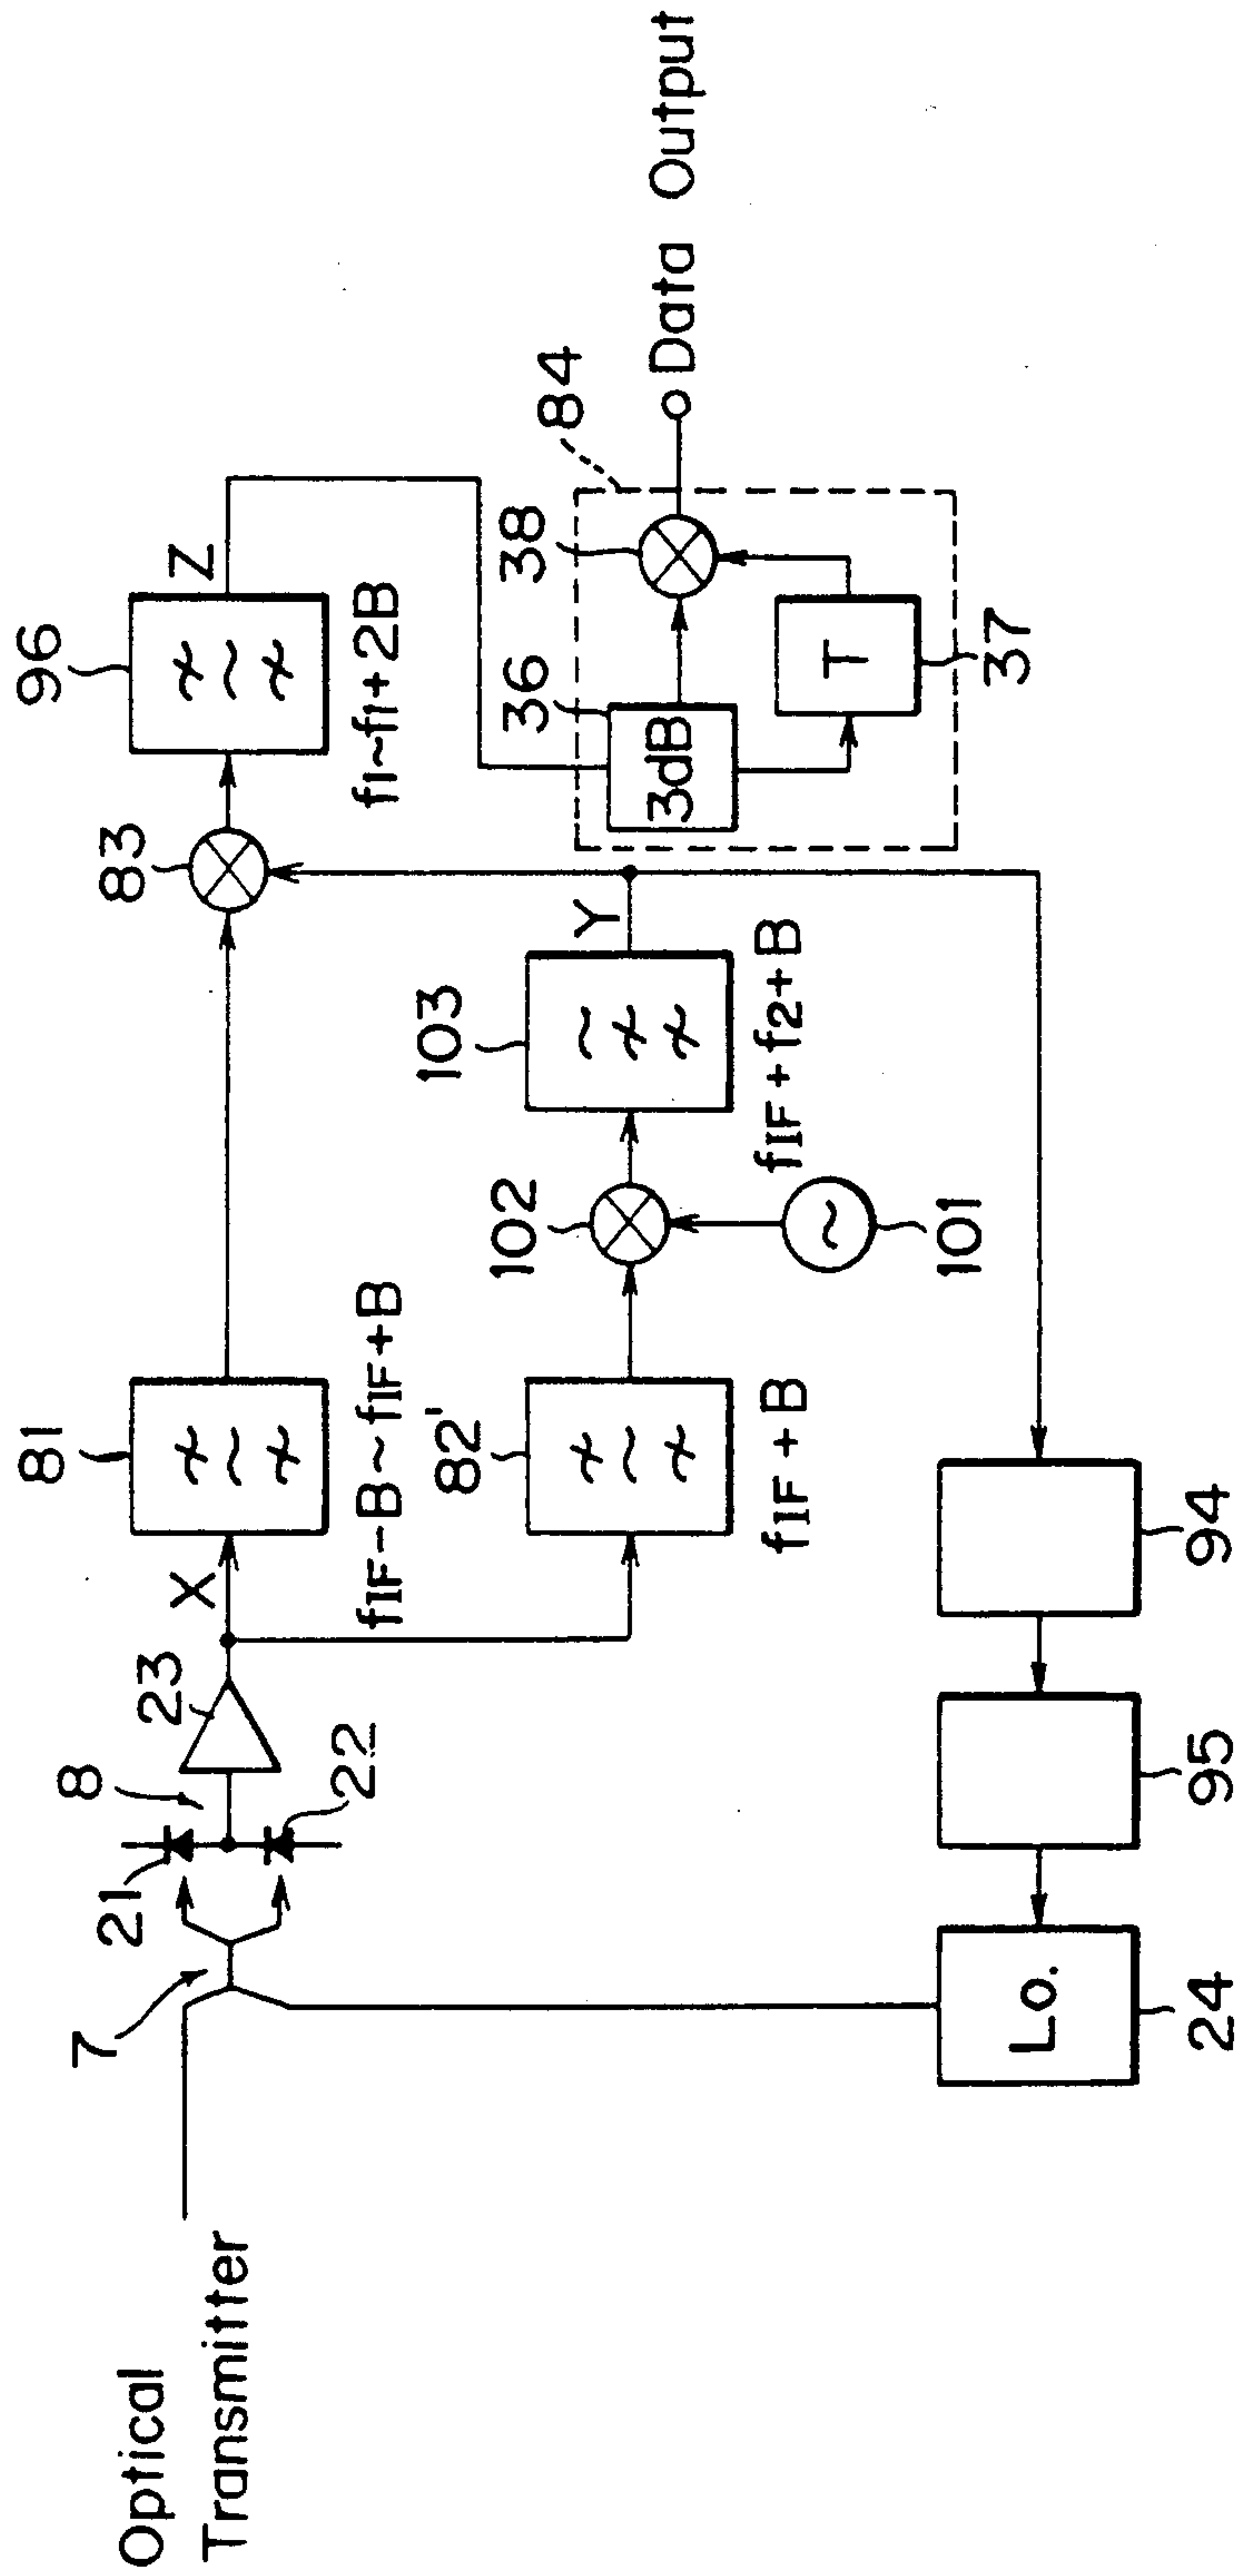 Optical
Transmitter
7
8
21
22
23
X
81
fIF-B~fIF+B
82'
fIF+B
102
101
103
fIF+f2+B
Y
83
96
f1~f1+2B
Z
84
36
3dB
38
T
37
Data Output
94
95
Lo.
24